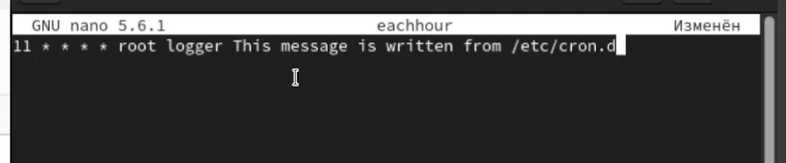 GNU nano 5.6.1 eachhour Изменён
11 * * * * root logger This message is written from /etc/cron.d